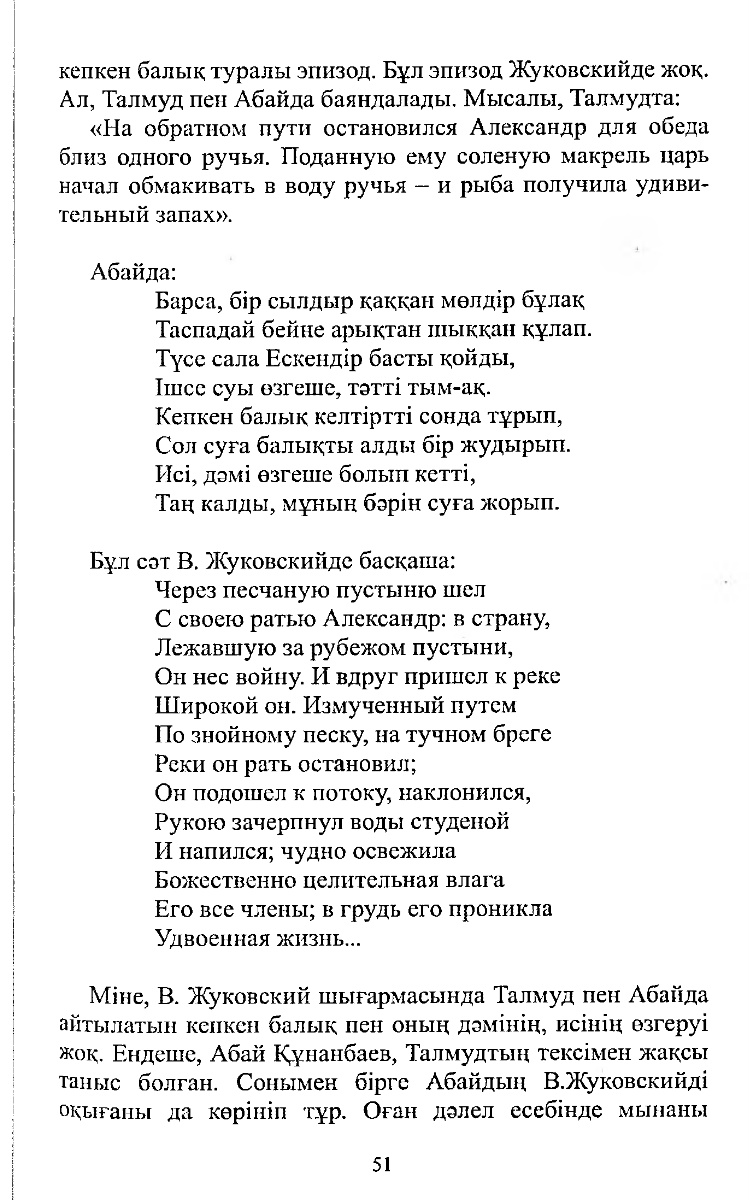 кепкен балық туралы эпизод. Бұл эпизод Жуковскийде жоқ.
Ал, Талмуд пен Абайда баяндалады. Мысалы, Талмудта:
«На обратном пути остановился Александр для обеда
близ одного ручья. Поданную ему соленую макрель царь
начал обмакивать в воду ручья – и рыба получила удиви-
тельный запах».
Абайда:
Барса, бір сылдыр қаққан мөлдір бұлақ
Таспадай бейне арықтан шыққан құлап.
Түсе сала Ескендір басты қойды,
Ішсе суы өзгеше, тәтті тым-ақ.
Кепкен балық келтіртті сонда тұрып,
Сол суға балықты алды бір жудырып.
Исі, дәмі өзгеше болып кетті,
Таң калды, мұның бәрін суға жорып.
Бұл сәт В. Жуковскийде басқаша:
Через песчаную пустыню шел
С своею ратью Александр: в страну,
Лежавшую за рубежом пустыни,
Он нес войну. И вдруг пришел к реке
Широкой он. Измученный путем
По знойному песку, на тучном бреге
Реки он рать остановил;
Он подошел к потоку, наклонился,
Рукою зачерпнул воды студеной
И напился; чудно освежила
Божественно целительная влага
Его все члены; в грудь его проникла
Удвоенная жизнь...
Міне, В. Жуковский шығармасында Талмуд пен Абайда
айтылатын кепкен балық пен оның дәмінің, исінің өзгеруі
жоқ. Ендеше, Абай Құнанбаев, Талмудтың тексімен жақсы
таныс болған. Сонымен бірге Абайдың В.Жуковскийді
оқығаны да көрініп тұр. Оған дәлел есебінде мынаны
51